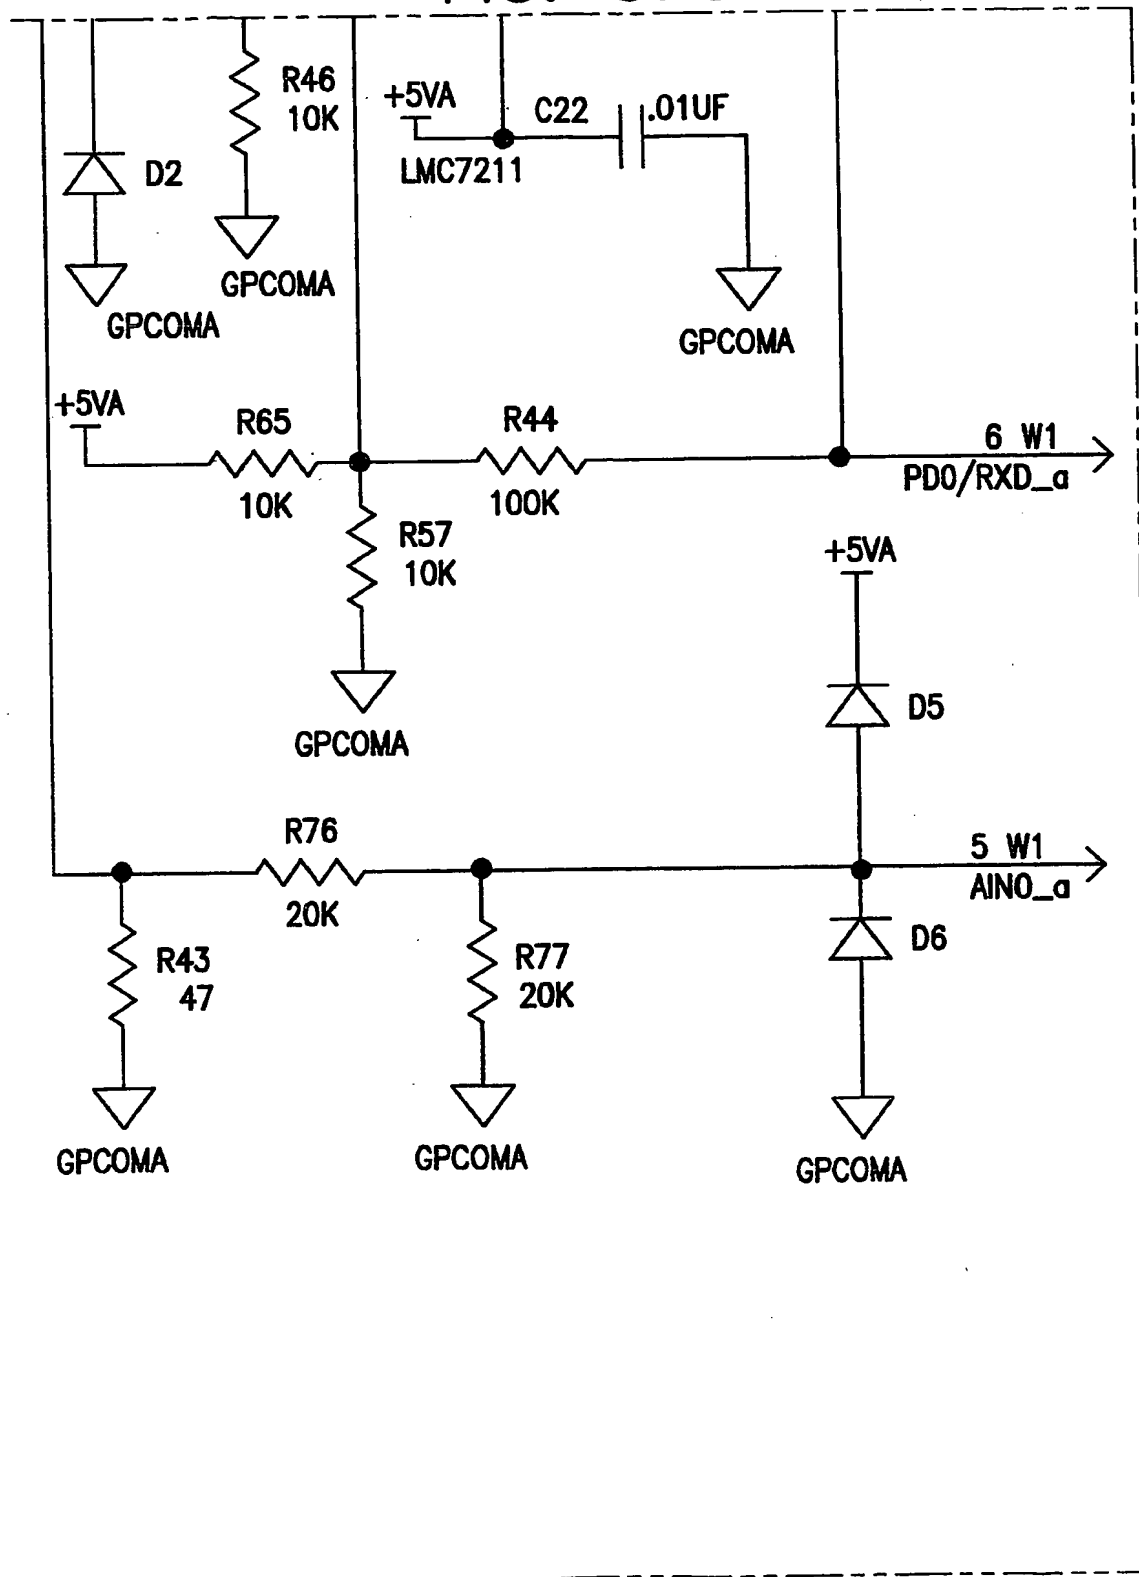 R46
10K
+5VA
C22
.01UF
LMC7211
D2
GPCOMA
GPCOMA
GPCOMA
+5VA
R65
10K
R44
100K
6 W1
PD0/RXD_a
R57
10K
GPCOMA
+5VA
D5
R76
20K
5 W1
AIN0_a
R43
47
R77
20K
D6
GPCOMA
GPCOMA
GPCOMA